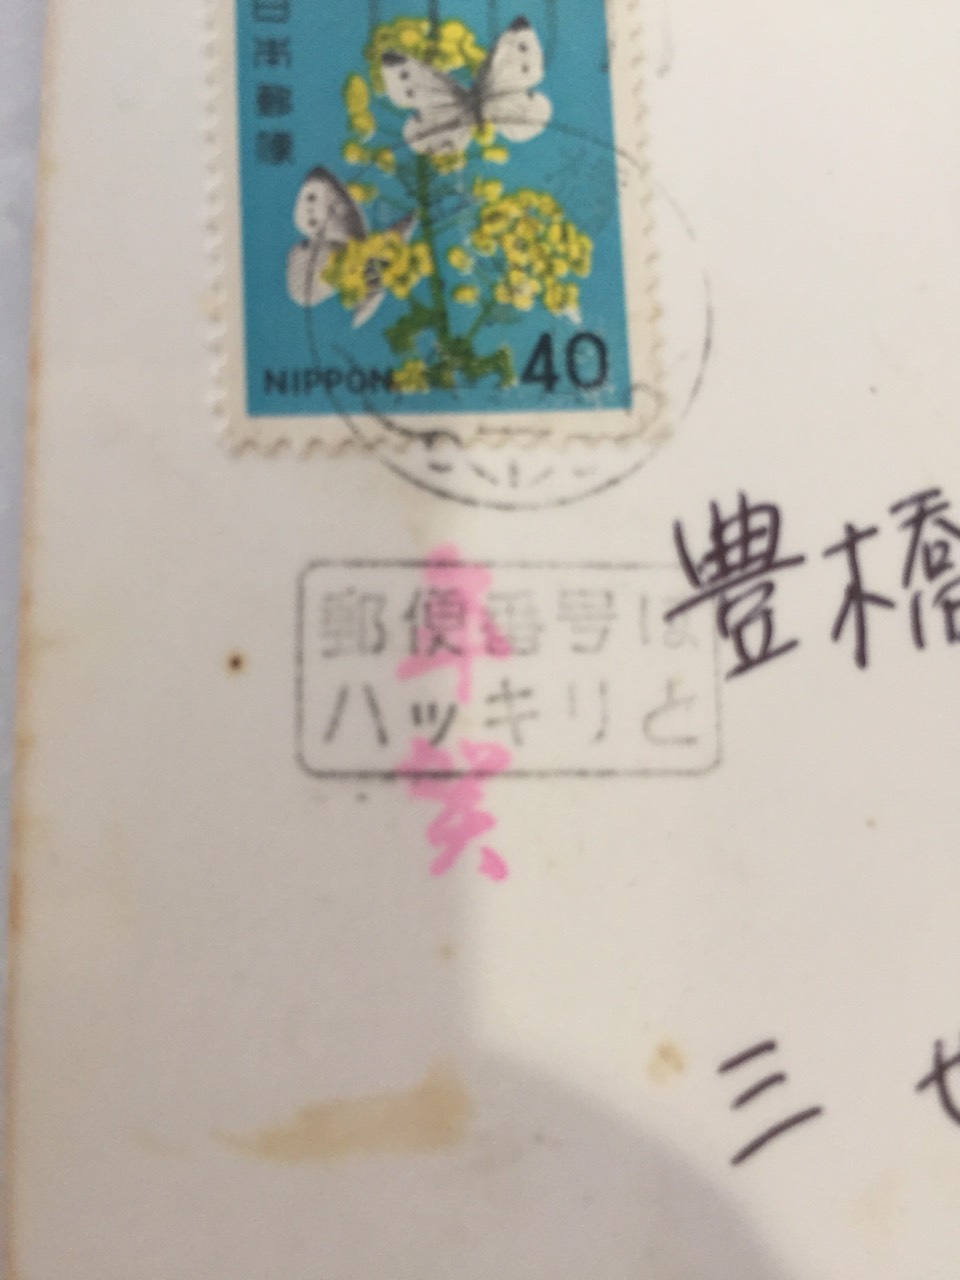 日本郵便
NIPPON 40
豊橋
郵便番号は
ハッキリと
年賀
三